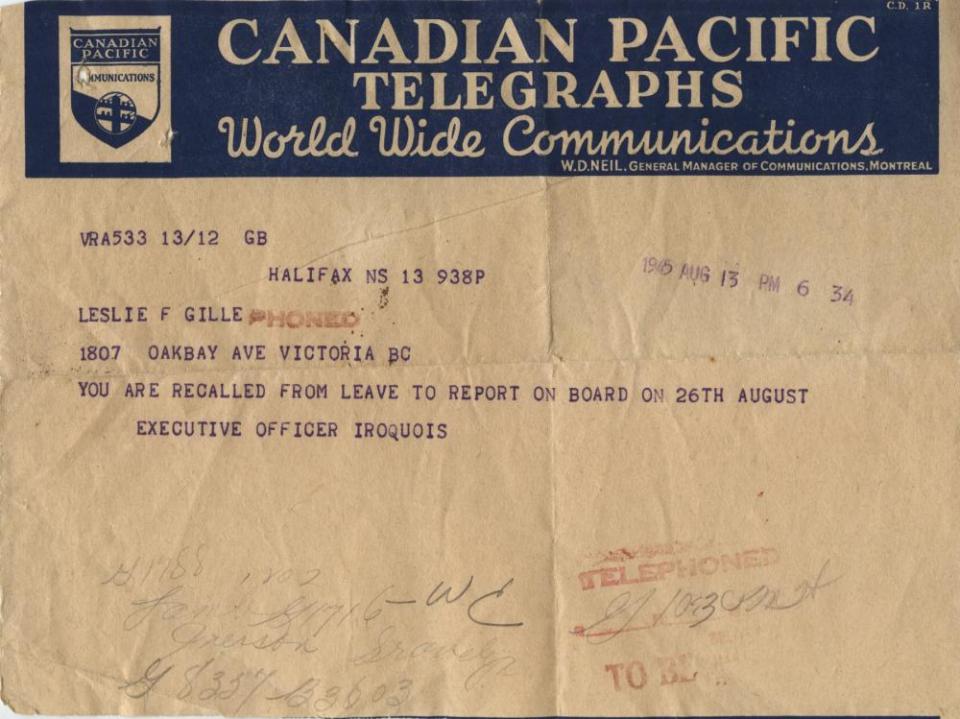 C.D. 1R
CANADIAN PACIFIC
COMMUNICATIONS
CANADIAN PACIFIC
TELEGRAPHS
World Wide Communications
W.D. NEIL, GENERAL MANAGER OF COMMUNICATIONS, MONTREAL
VRA533 13/12 GB
HALIFAX NS 13 938P
1945 AUG 13 PM 6 34
LESLIE F GILLE PHONED
1807 OAKBAY AVE VICTORIA BC
YOU ARE RECALLED FROM LEAVE TO REPORT ON BOARD ON 26TH AUGUST
EXECUTIVE OFFICER IROQUOIS
TELEPHONED
TO BE
G 8337 B3603